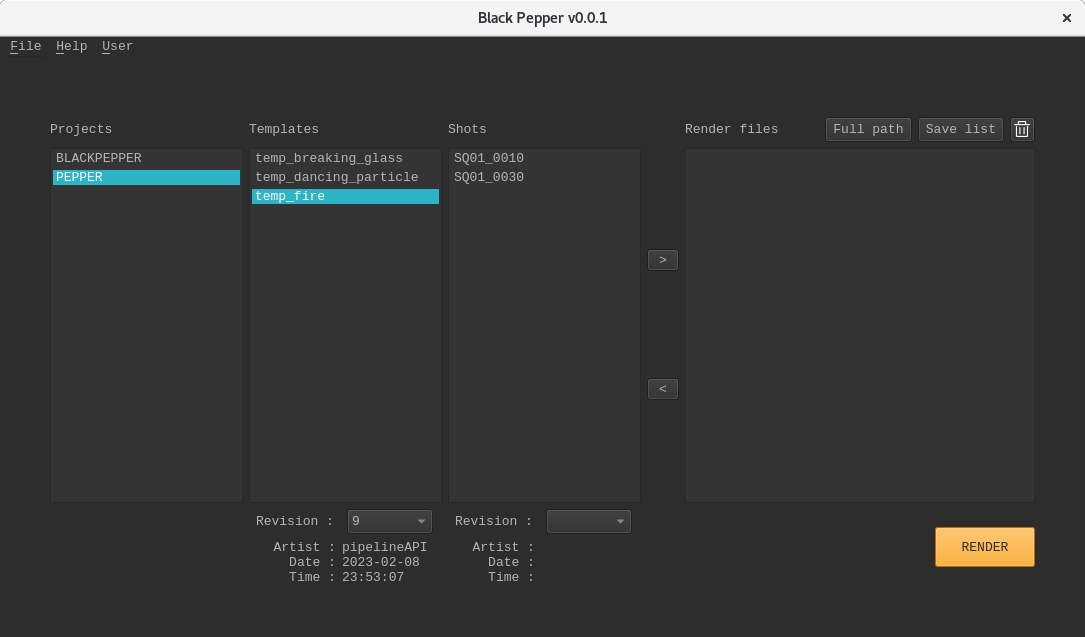 Black Pepper v0.0.1
File Help User
Projects Templates Shots Render files Full path Save list
BLACKPEPPER temp_breaking_glass SQ01_0010
PEPPER temp_dancing_particle SQ01_0030
temp_fire
>
<
Revision : 9 Revision :
Artist : pipelineAPI Artist :
Date : 2023-02-08 Date :
Time : 23:53:07 Time :
RENDER